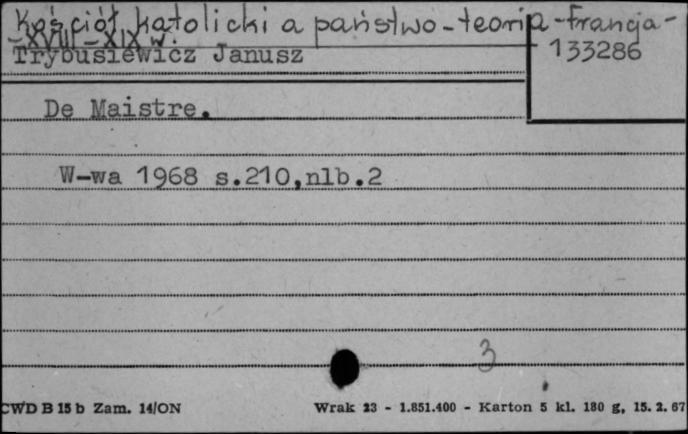 Kościół katolicki a państwo-teoria-Francja-
-XVIII-XIX w.
133286
Trybusiewicz Janusz
De Maistre.
W-wa 1968 s.210,nlb.2
3
CWD B 15 b Zam. 14/ON Wrak 23 - 1.851.400 - Karton 5 kl. 180 g, 15. 2. 67